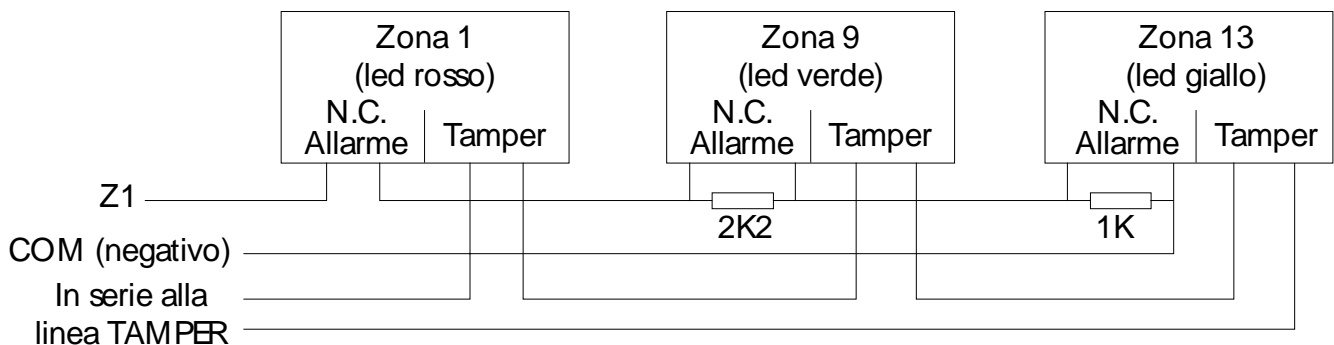 Zona 1
(led rosso)
N.C.
Allarme
Tamper
Zona 9
(led verde)
N.C.
Allarme
Tamper
Zona 13
(led giallo)
N.C.
Allarme
Tamper
Z1
2K2
1K
COM (negativo)
In serie alla
linea TAMPER